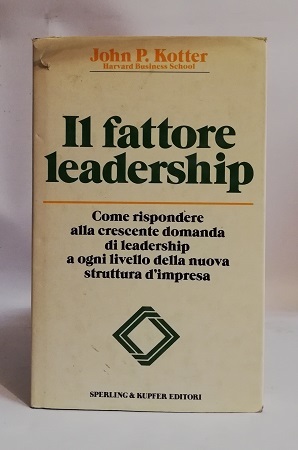 John P. Kotter
Harvard Business School
Il fattore
leadership
Come rispondere
alla crescente domanda
di leadership
a ogni livello della nuova
struttura d'impresa
SPERLING & KUPFER EDITORI